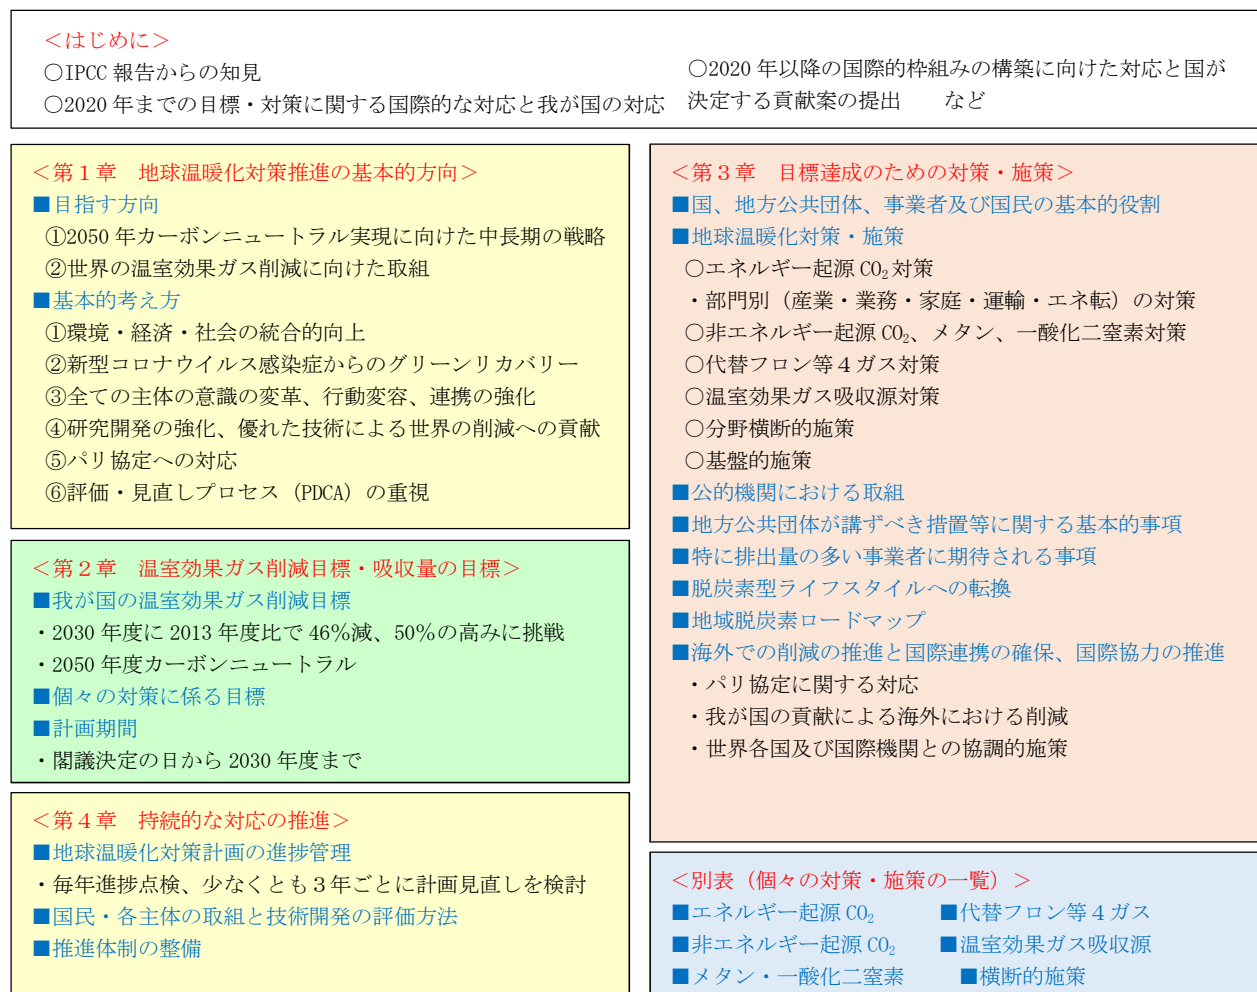 ＜はじめに＞
○IPCC 報告からの知見
○2020 年までの目標・対策に関する国際的な対応と我が国の対応
○2020 年以降の国際的枠組みの構築に向けた対応と国が
決定する貢献案の提出　　など
＜第１章　地球温暖化対策推進の基本的方向＞
■目指す方向
①2050 年カーボンニュートラル実現に向けた中長期の戦略
②世界の温室効果ガス削減に向けた取組
■基本的考え方
①環境・経済・社会の統合的向上
②新型コロナウイルス感染症からのグリーンリカバリー
③全ての主体の意識の変革、行動変容、連携の強化
④研究開発の強化、優れた技術による世界の削減への貢献
⑤パリ協定への対応
⑥評価・見直しプロセス（PDCA）の重視
＜第２章　温室効果ガス削減目標・吸収量の目標＞
■我が国の温室効果ガス削減目標
・2030 年度に 2013 年度比で 46％減、50％の高みに挑戦
・2050 年度カーボンニュートラル
■個々の対策に係る目標
■計画期間
・閣議決定の日から 2030 年度まで
＜第４章　持続的な対応の推進＞
■地球温暖化対策計画の進捗管理
・毎年進捗点検、少なくとも３年ごとに計画見直しを検討
■国民・各主体の取組と技術開発の評価方法
■推進体制の整備
＜第３章　目標達成のための対策・施策＞
■国、地方公共団体、事業者及び国民の基本的役割
■地球温暖化対策・施策
○エネルギー起源 CO₂対策
・部門別（産業・業務・家庭・運輸・エネ転）の対策
○非エネルギー起源 CO₂、メタン、一酸化二窒素対策
○代替フロン等４ガス対策
○温室効果ガス吸収源対策
○分野横断的施策
○基盤的施策
■公的機関における取組
■地方公共団体が講ずべき措置等に関する基本的事項
■特に排出量の多い事業者に期待される事項
■脱炭素型ライフスタイルへの転換
■地域脱炭素ロードマップ
■海外での削減の推進と国際連携の確保、国際協力の推進
・パリ協定に関する対応
・我が国の貢献による海外における削減
・世界各国及び国際機関との協調的施策
＜別表（個々の対策・施策の一覧）＞
■エネルギー起源 CO₂　　■代替フロン等４ガス
■非エネルギー起源 CO₂　　■温室効果ガス吸収源
■メタン・一酸化二窒素　　■横断的施策